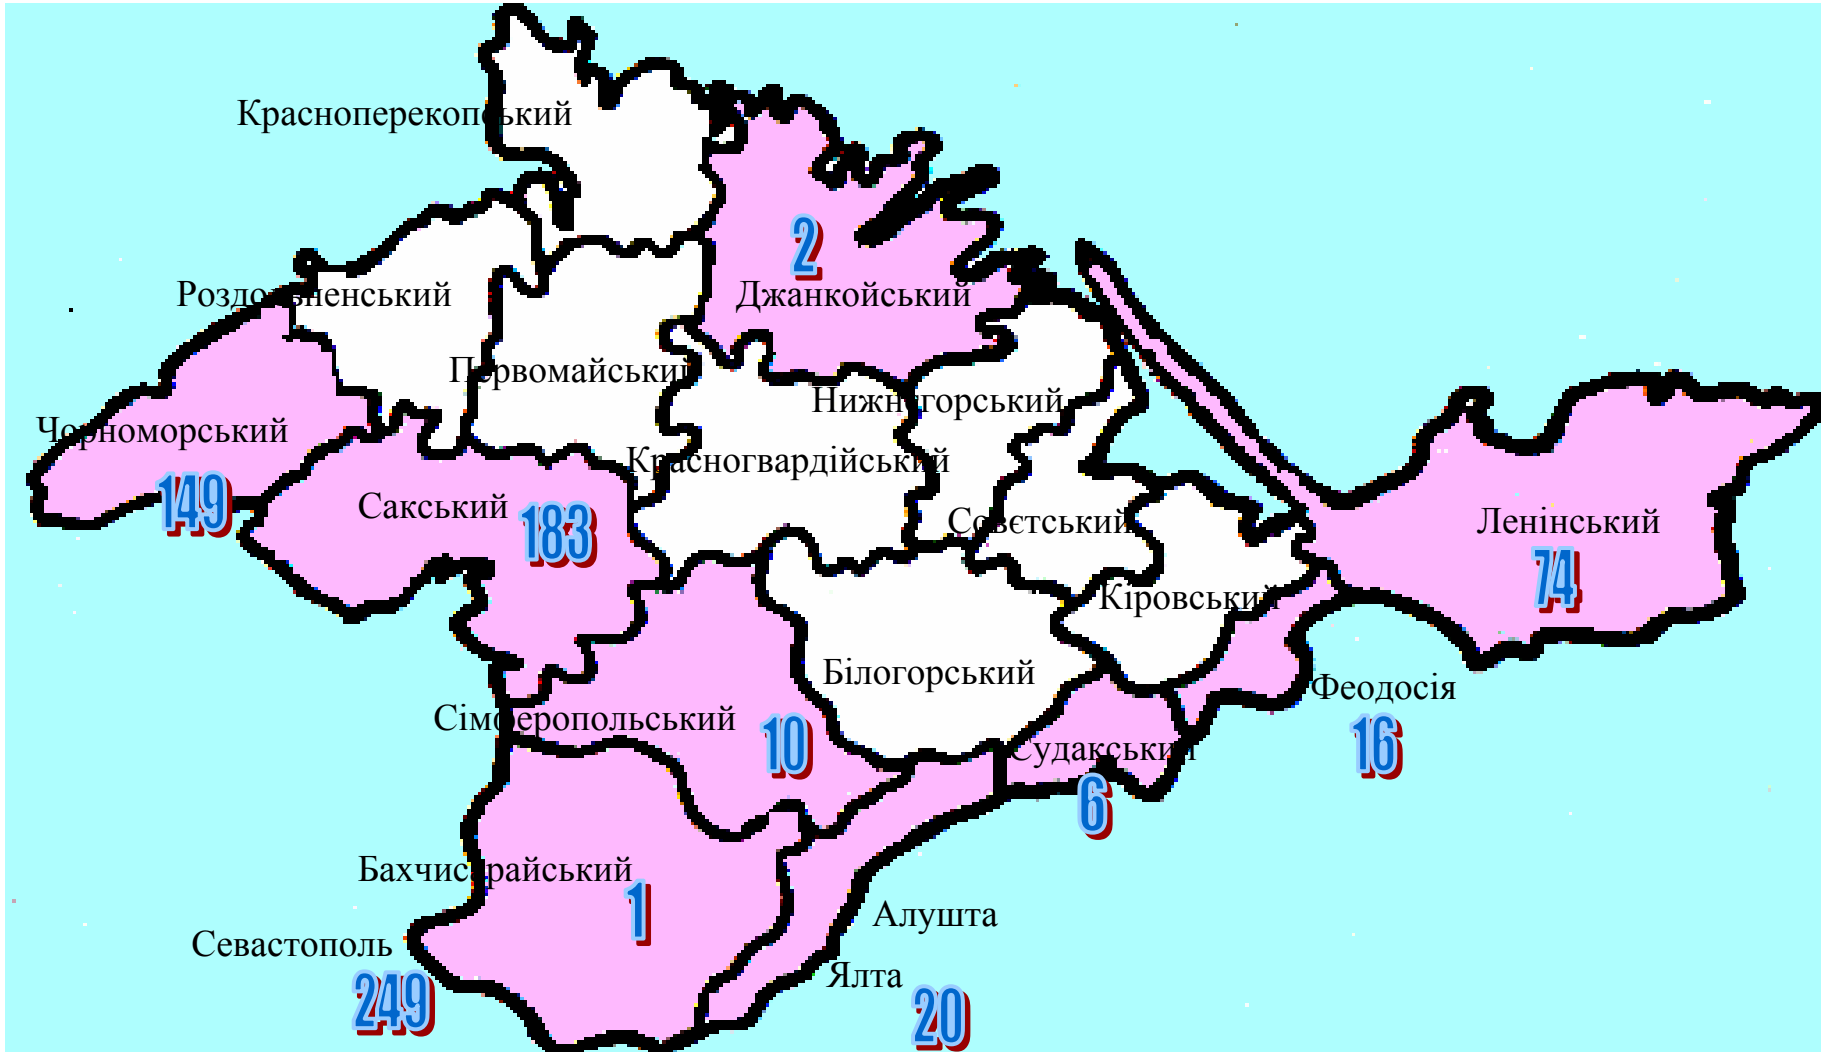 Красноперекопський
2
Роздольненський
Джанкойський
Первомайський
Нижнєгорський
Чорноморський
Красногвардійський
149
Сакський
183
Совєтський
Ленінський
74
Кіровський
Білогорський
Феодосія
16
Сімферопольський
10
Судакський
6
Бахчисарайський
1
Алушта
Севастополь
249
Ялта
20